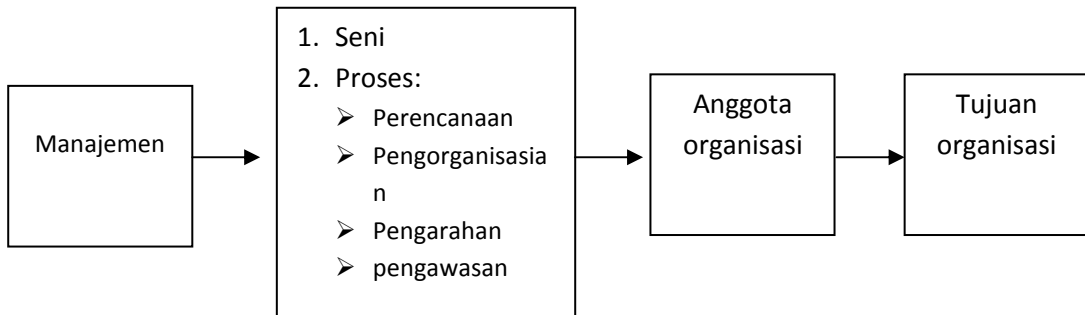 Manajemen
1. Seni
2. Proses:
➢ Perencanaan
➢ Pengorganisasia
n
➢ Pengarahan
➢ pengawasan
Anggota
organisasi
Tujuan
organisasi